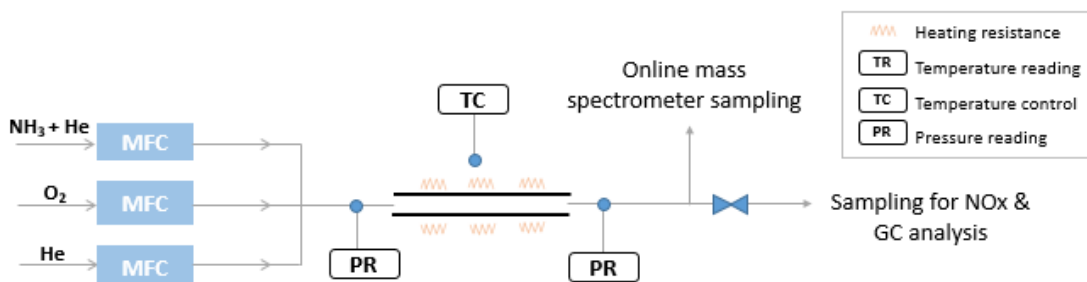 Heating resistance
TR Temperature reading
TC Temperature control
PR Pressure reading
Online mass
spectrometer sampling
TC
NH₃ + He
MFC
O₂
MFC
He
MFC
PR
PR
Sampling for NOx &
GC analysis